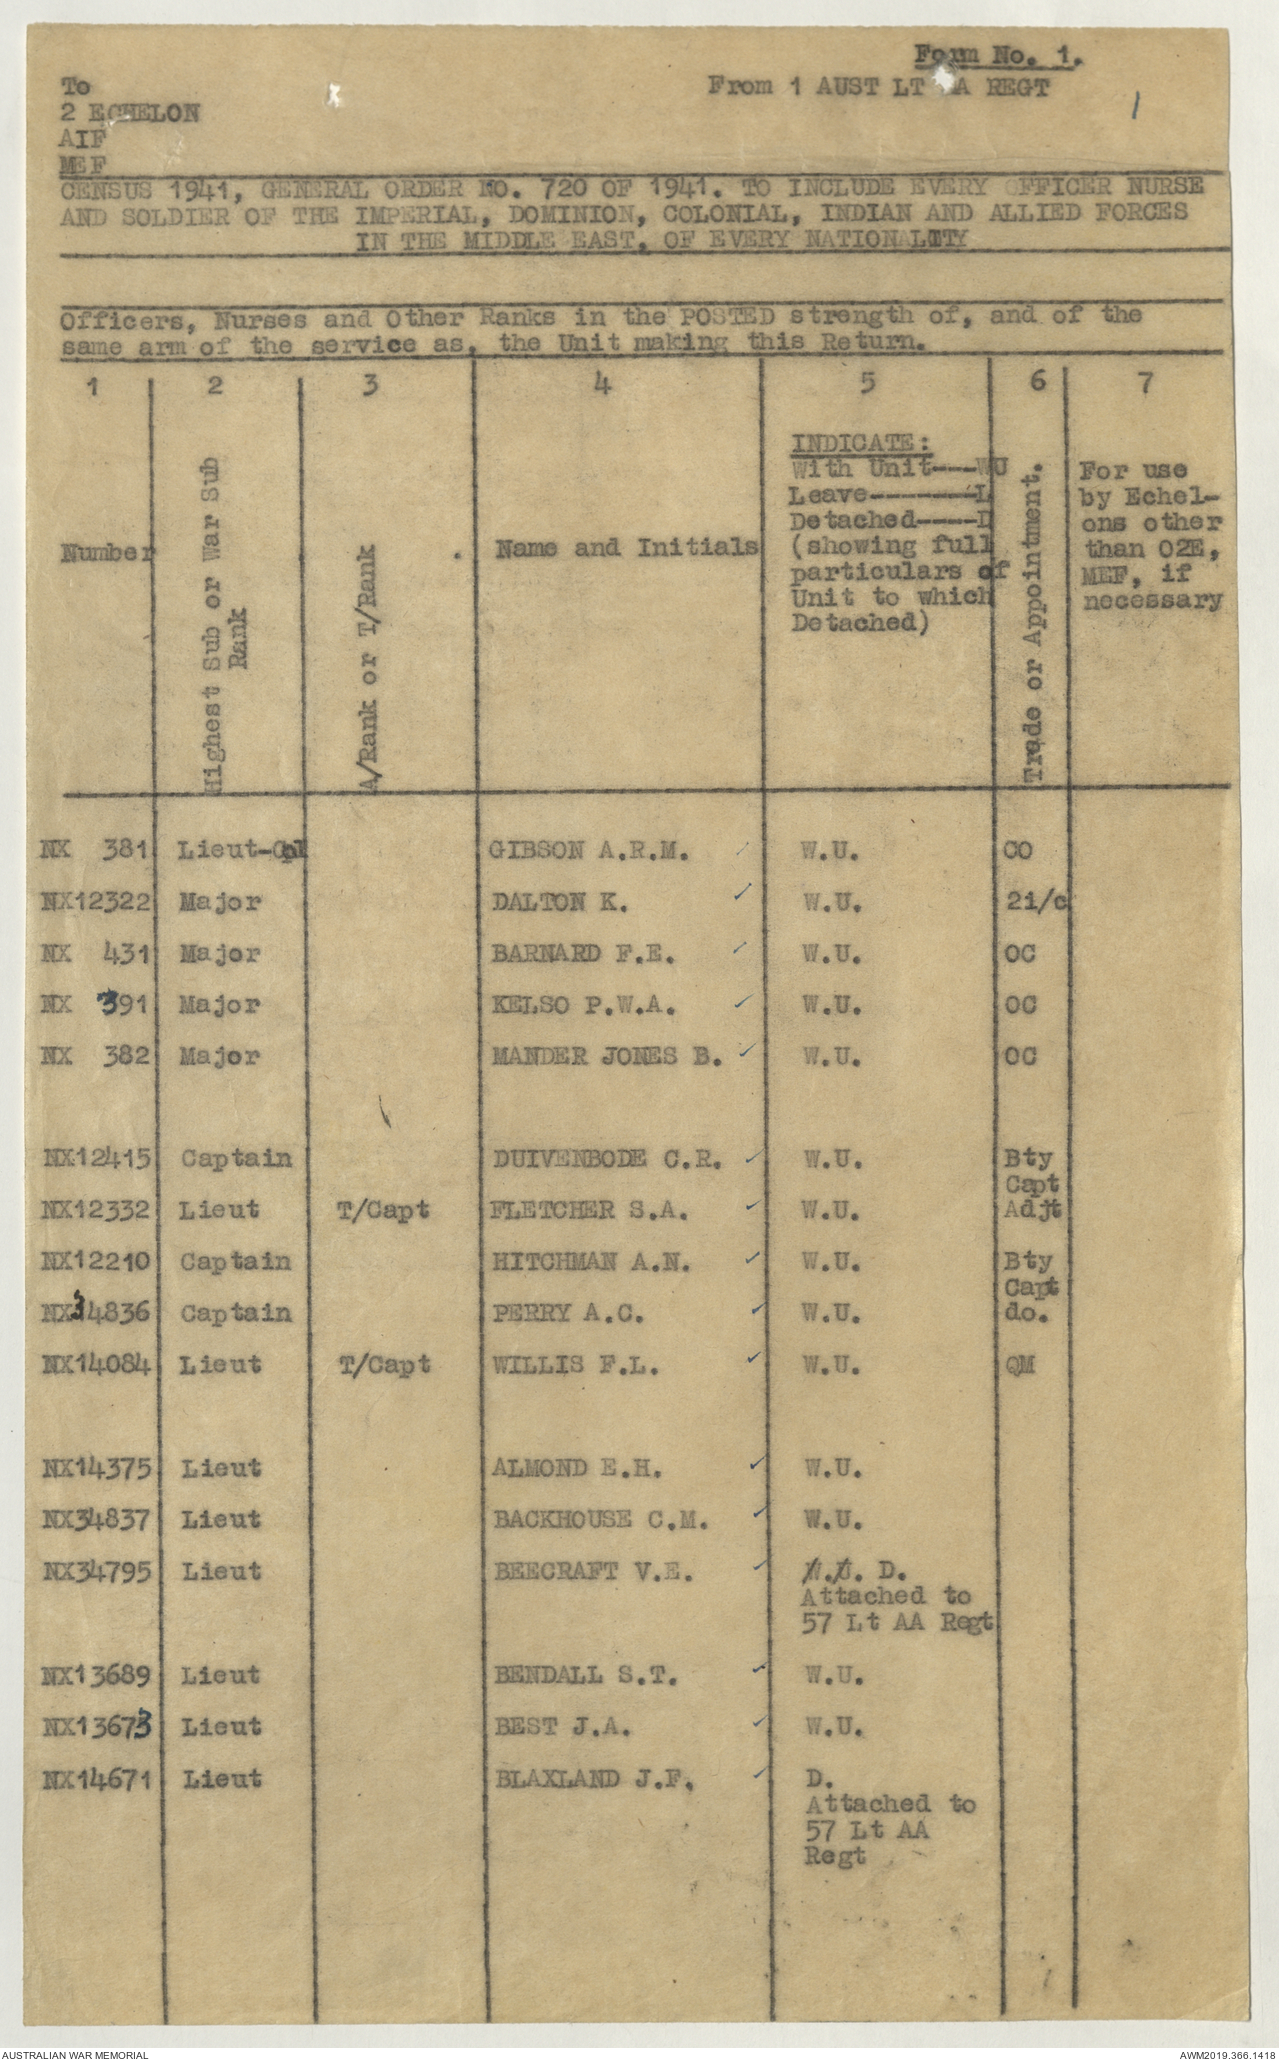 Form No. 1.
To
From 1 AUST LT AA REGT
1
2 ECHELON
AIF
MEF
CENSUS 1941, GENERAL ORDER NO. 720 OF 1941. TO INCLUDE EVERY OFFICER NURSE
AND SOLDIER OF THE IMPERIAL, DOMINION, COLONIAL, INDIAN AND ALLIED FORCES
IN THE MIDDLE EAST, OF EVERY NATIONALITY
Officers, Nurses and Other Ranks in the POSTED strength of, and of the
same arm of the service as, the Unit making this Return.
1 2 3 4 5 6 7
Number
Highest Sub or War Sub
Rank
A/Rank or T/Rank
Name and Initials
INDICATE:
With Unit---WU
Leave-------L
Detached----D
(showing full
particulars of
Unit to which
Detached)
Trade or Appointment.
For use
by Echel-
ons other
than O2E,
MEF, if
necessary
NX 381 Lieut-Col GIBSON A.R.M. W.U. CO
NX12322 Major DALTON K. ✓ W.U. 2i/c
NX 431 Major BARNARD F.E. ✓ W.U. OC
NX 391 Major KELSO P.W.A. ✓ W.U. OC
NX 382 Major MANDER JONES B. ✓ W.U. OC
NX12415 Captain DUIVENBODE C.R. ✓ W.U. Bty
Capt
NX12332 Lieut T/Capt FLETCHER S.A. ✓ W.U. Adjt
NX12210 Captain HITCHMAN A.N. ✓ W.U. Bty
Capt
NX34836 Captain PERRY A.C. ✓ W.U. do.
NX14084 Lieut T/Capt WILLIS F.L. ✓ W.U. QM
NX14375 Lieut ALMOND E.H. ✓ W.U.
NX34837 Lieut BACKHOUSE C.M. ✓ W.U.
NX34795 Lieut BEECRAFT V.E. ✓ W.U. D.
Attached to
57 Lt AA Regt
NX13689 Lieut BENDALL S.T. ✓ W.U.
NX13673 Lieut BEST J.A. ✓ W.U.
NX14671 Lieut BLAXLAND J.F. ✓ D.
Attached to
57 Lt AA
Regt
AUSTRALIAN WAR MEMORIAL
AWM2019.366.1418